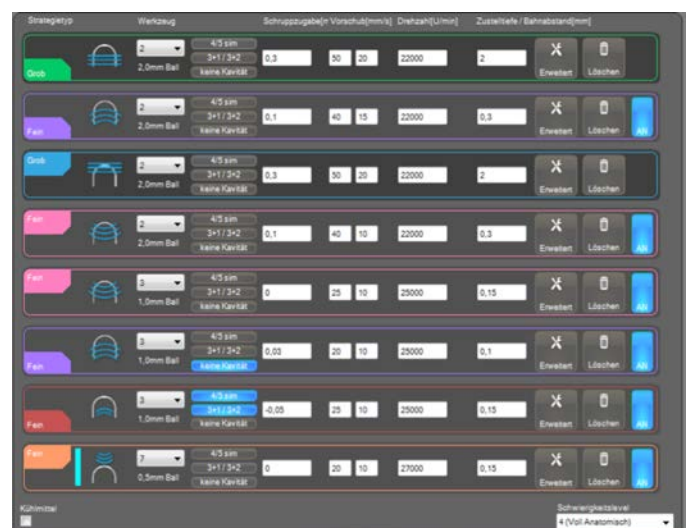 Strategietyp Werkzeug Schruppzugabe[m Vorschub[mm/s] Drehzahl[U/min] Zustelltiefe / Bahnabstand[mm]
Grob 2 2,0mm Ball 4/5 sim 3+1 / 3+2 keine Kavität 0,3 50 20 22000 2 Erweitert Löschen
Fein 2 2,0mm Ball 4/5 sim 3+1 / 3+2 keine Kavität 0,1 40 15 22000 0,3 Erweitert Löschen AN
Grob 2 2,0mm Ball 4/5 sim 3+1 / 3+2 keine Kavität 0,3 50 20 22000 2 Erweitert Löschen
Fein 2 2,0mm Ball 4/5 sim 3+1 / 3+2 keine Kavität 0,1 40 10 22000 0,3 Erweitert Löschen AN
Fein 3 1,0mm Ball 4/5 sim 3+1 / 3+2 keine Kavität 0 25 10 25000 0,15 Erweitert Löschen AN
Fein 3 1,0mm Ball 4/5 sim 3+1 / 3+2 keine Kavität 0,03 20 10 25000 0,1 Erweitert Löschen AN
Fein 3 1,0mm Ball 4/5 sim 3+1 / 3+2 keine Kavität -0,05 25 10 25000 0,15 Erweitert Löschen AN
Fein 7 0,5mm Ball 4/5 sim 3+1 / 3+2 keine Kavität 0 20 10 27000 0,15 Erweitert Löschen AN
Kühlmittel Schwierigkeitslevel
4 (Voll Anatomisch)